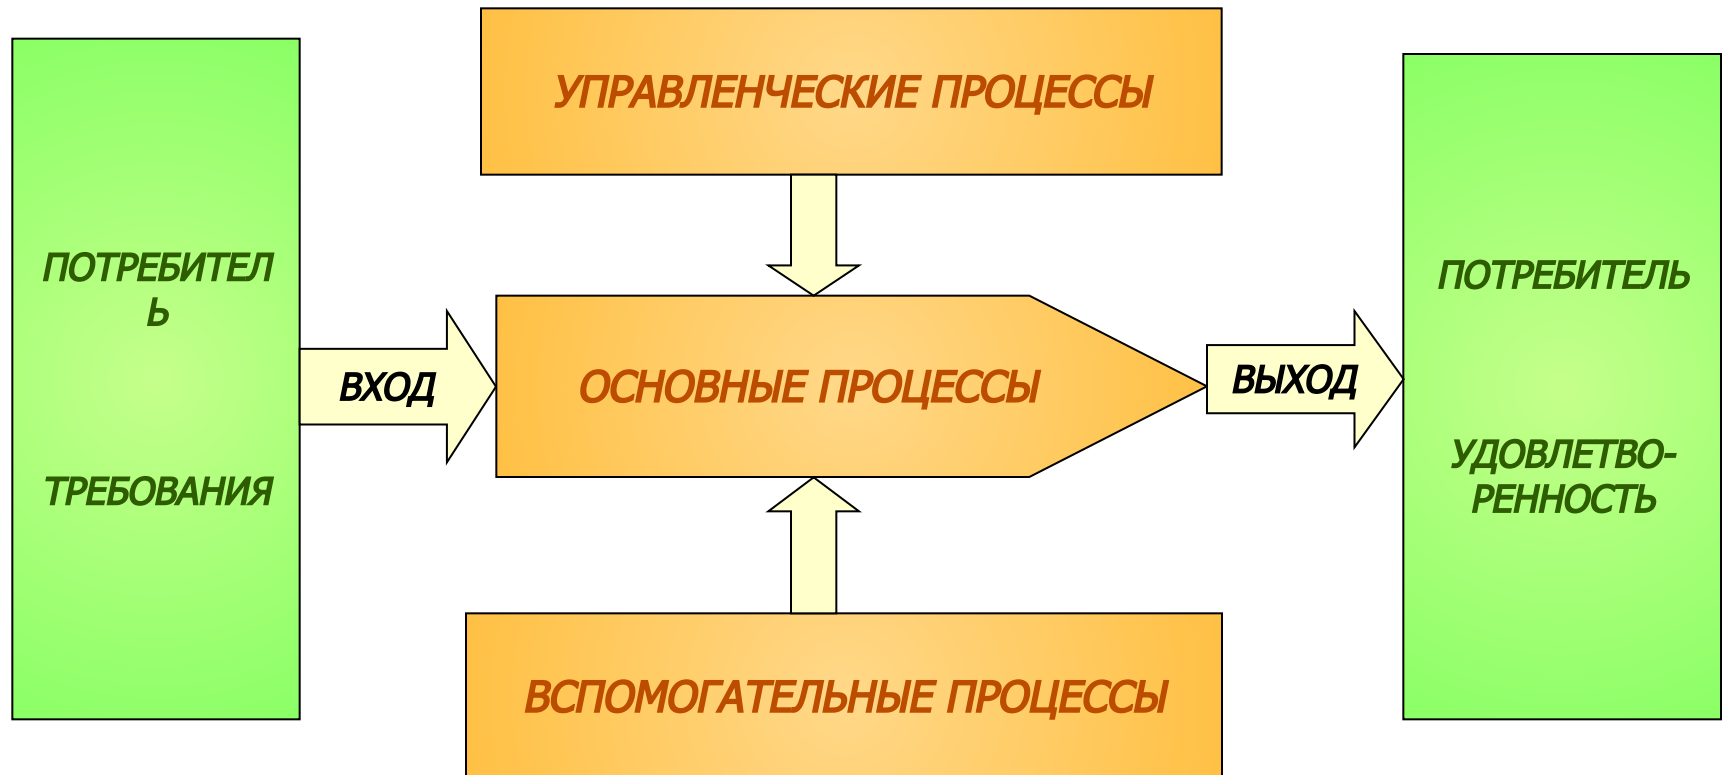 УПРАВЛЕНЧЕСКИЕ ПРОЦЕССЫ
ПОТРЕБИТЕЛ
Ь
ТРЕБОВАНИЯ
ВХОД
ОСНОВНЫЕ ПРОЦЕССЫ
ВЫХОД
ПОТРЕБИТЕЛЬ
УДОВЛЕТВО-
РЕННОСТЬ
ВСПОМОГАТЕЛЬНЫЕ ПРОЦЕССЫ